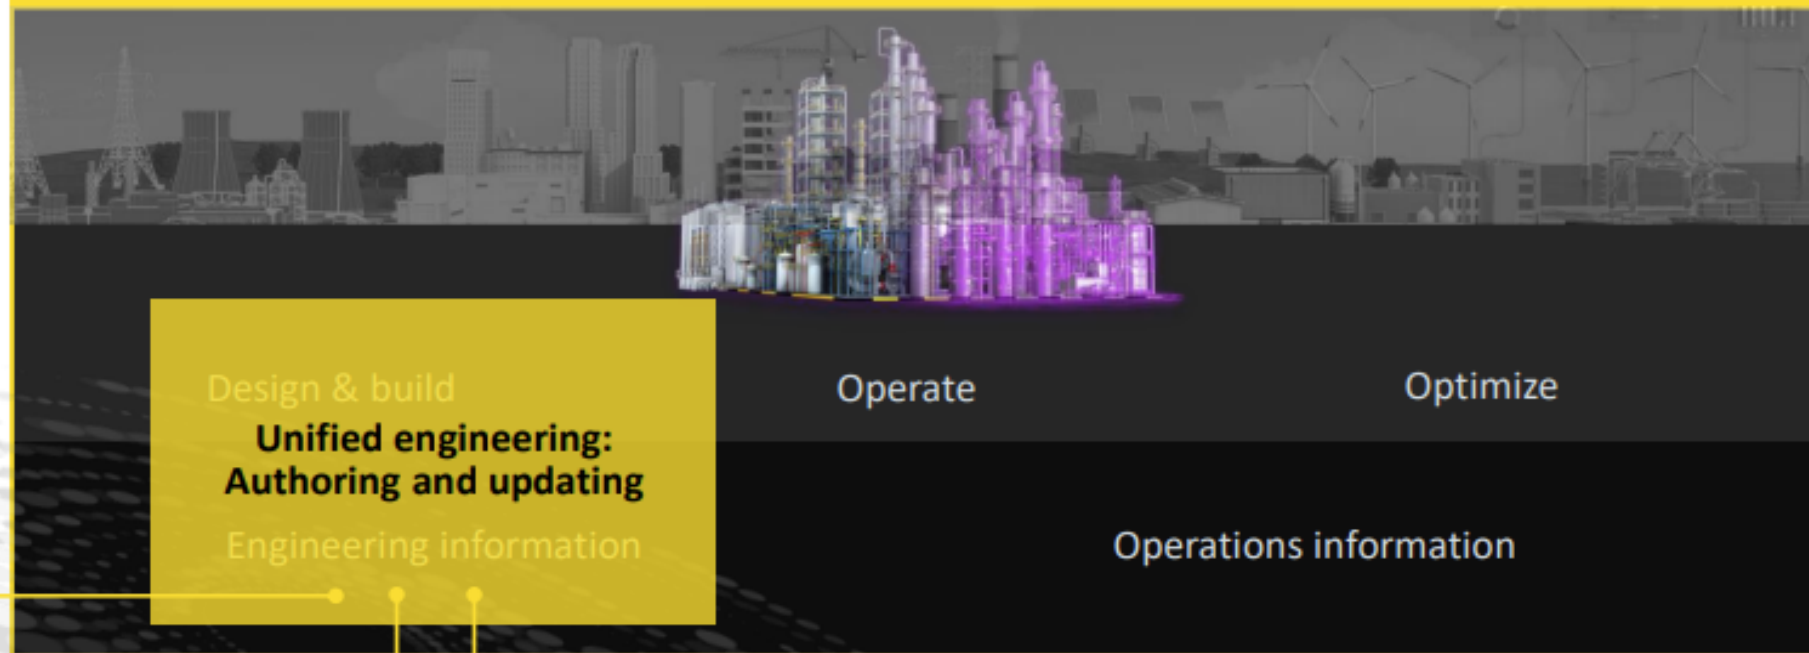 Design & build
Operate
Optimize
Unified engineering:
Authoring and updating
Engineering information
Operations information